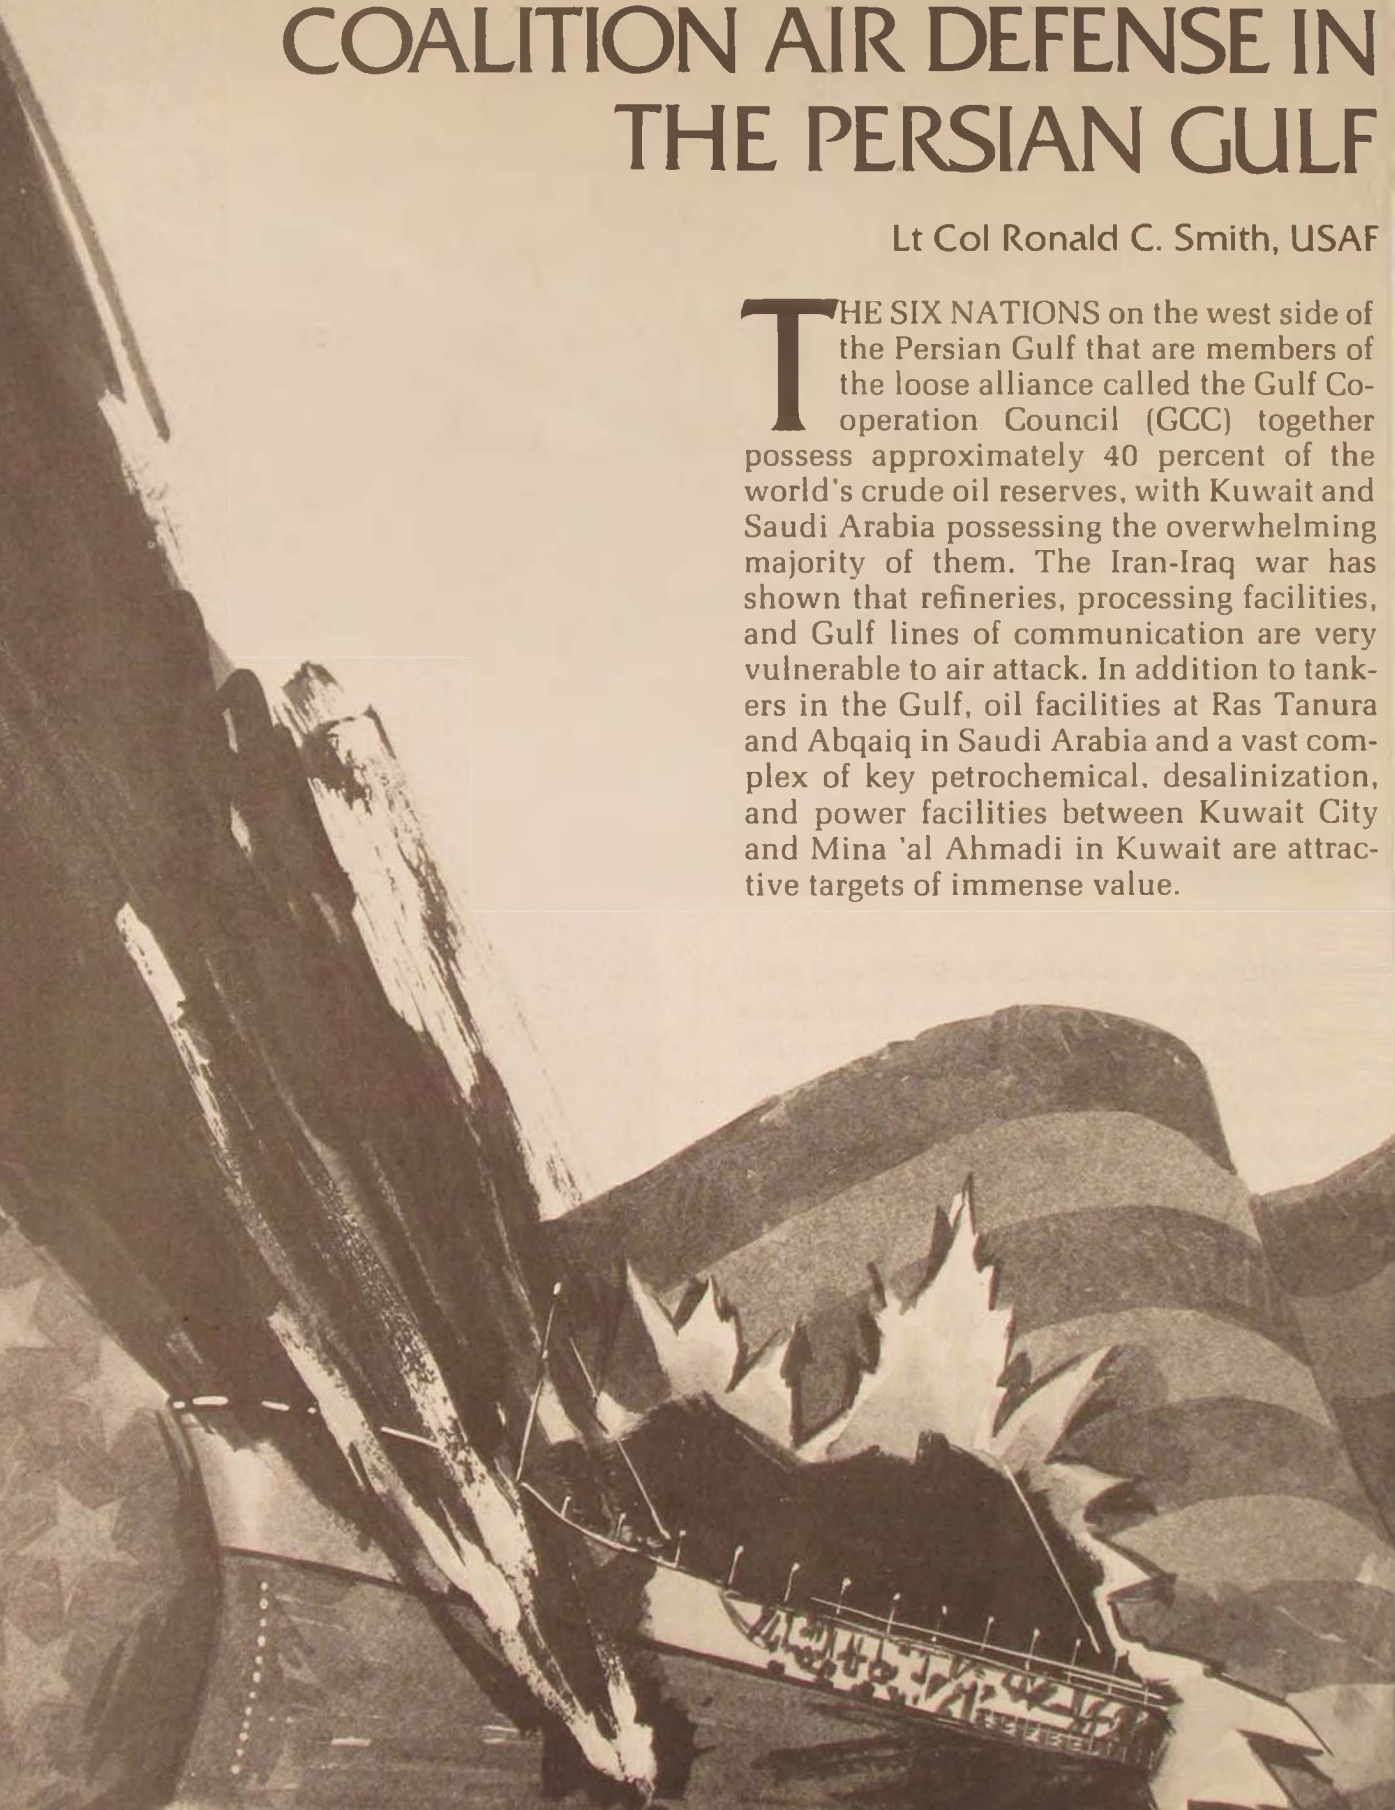 COALITION AIR DEFENSE IN
THE PERSIAN GULF
Lt Col Ronald C. Smith, USAF
THE SIX NATIONS on the west side of
the Persian Gulf that are members of
the loose alliance called the Gulf Co-
operation Council (GCC) together
possess approximately 40 percent of the
world's crude oil reserves, with Kuwait and
Saudi Arabia possessing the overwhelming
majority of them. The Iran-Iraq war has
shown that refineries, processing facilities,
and Gulf lines of communication are very
vulnerable to air attack. In addition to tank-
ers in the Gulf, oil facilities at Ras Tanura
and Abqaiq in Saudi Arabia and a vast com-
plex of key petrochemical, desalinization,
and power facilities between Kuwait City
and Mina 'al Ahmadi in Kuwait are attrac-
tive targets of immense value.